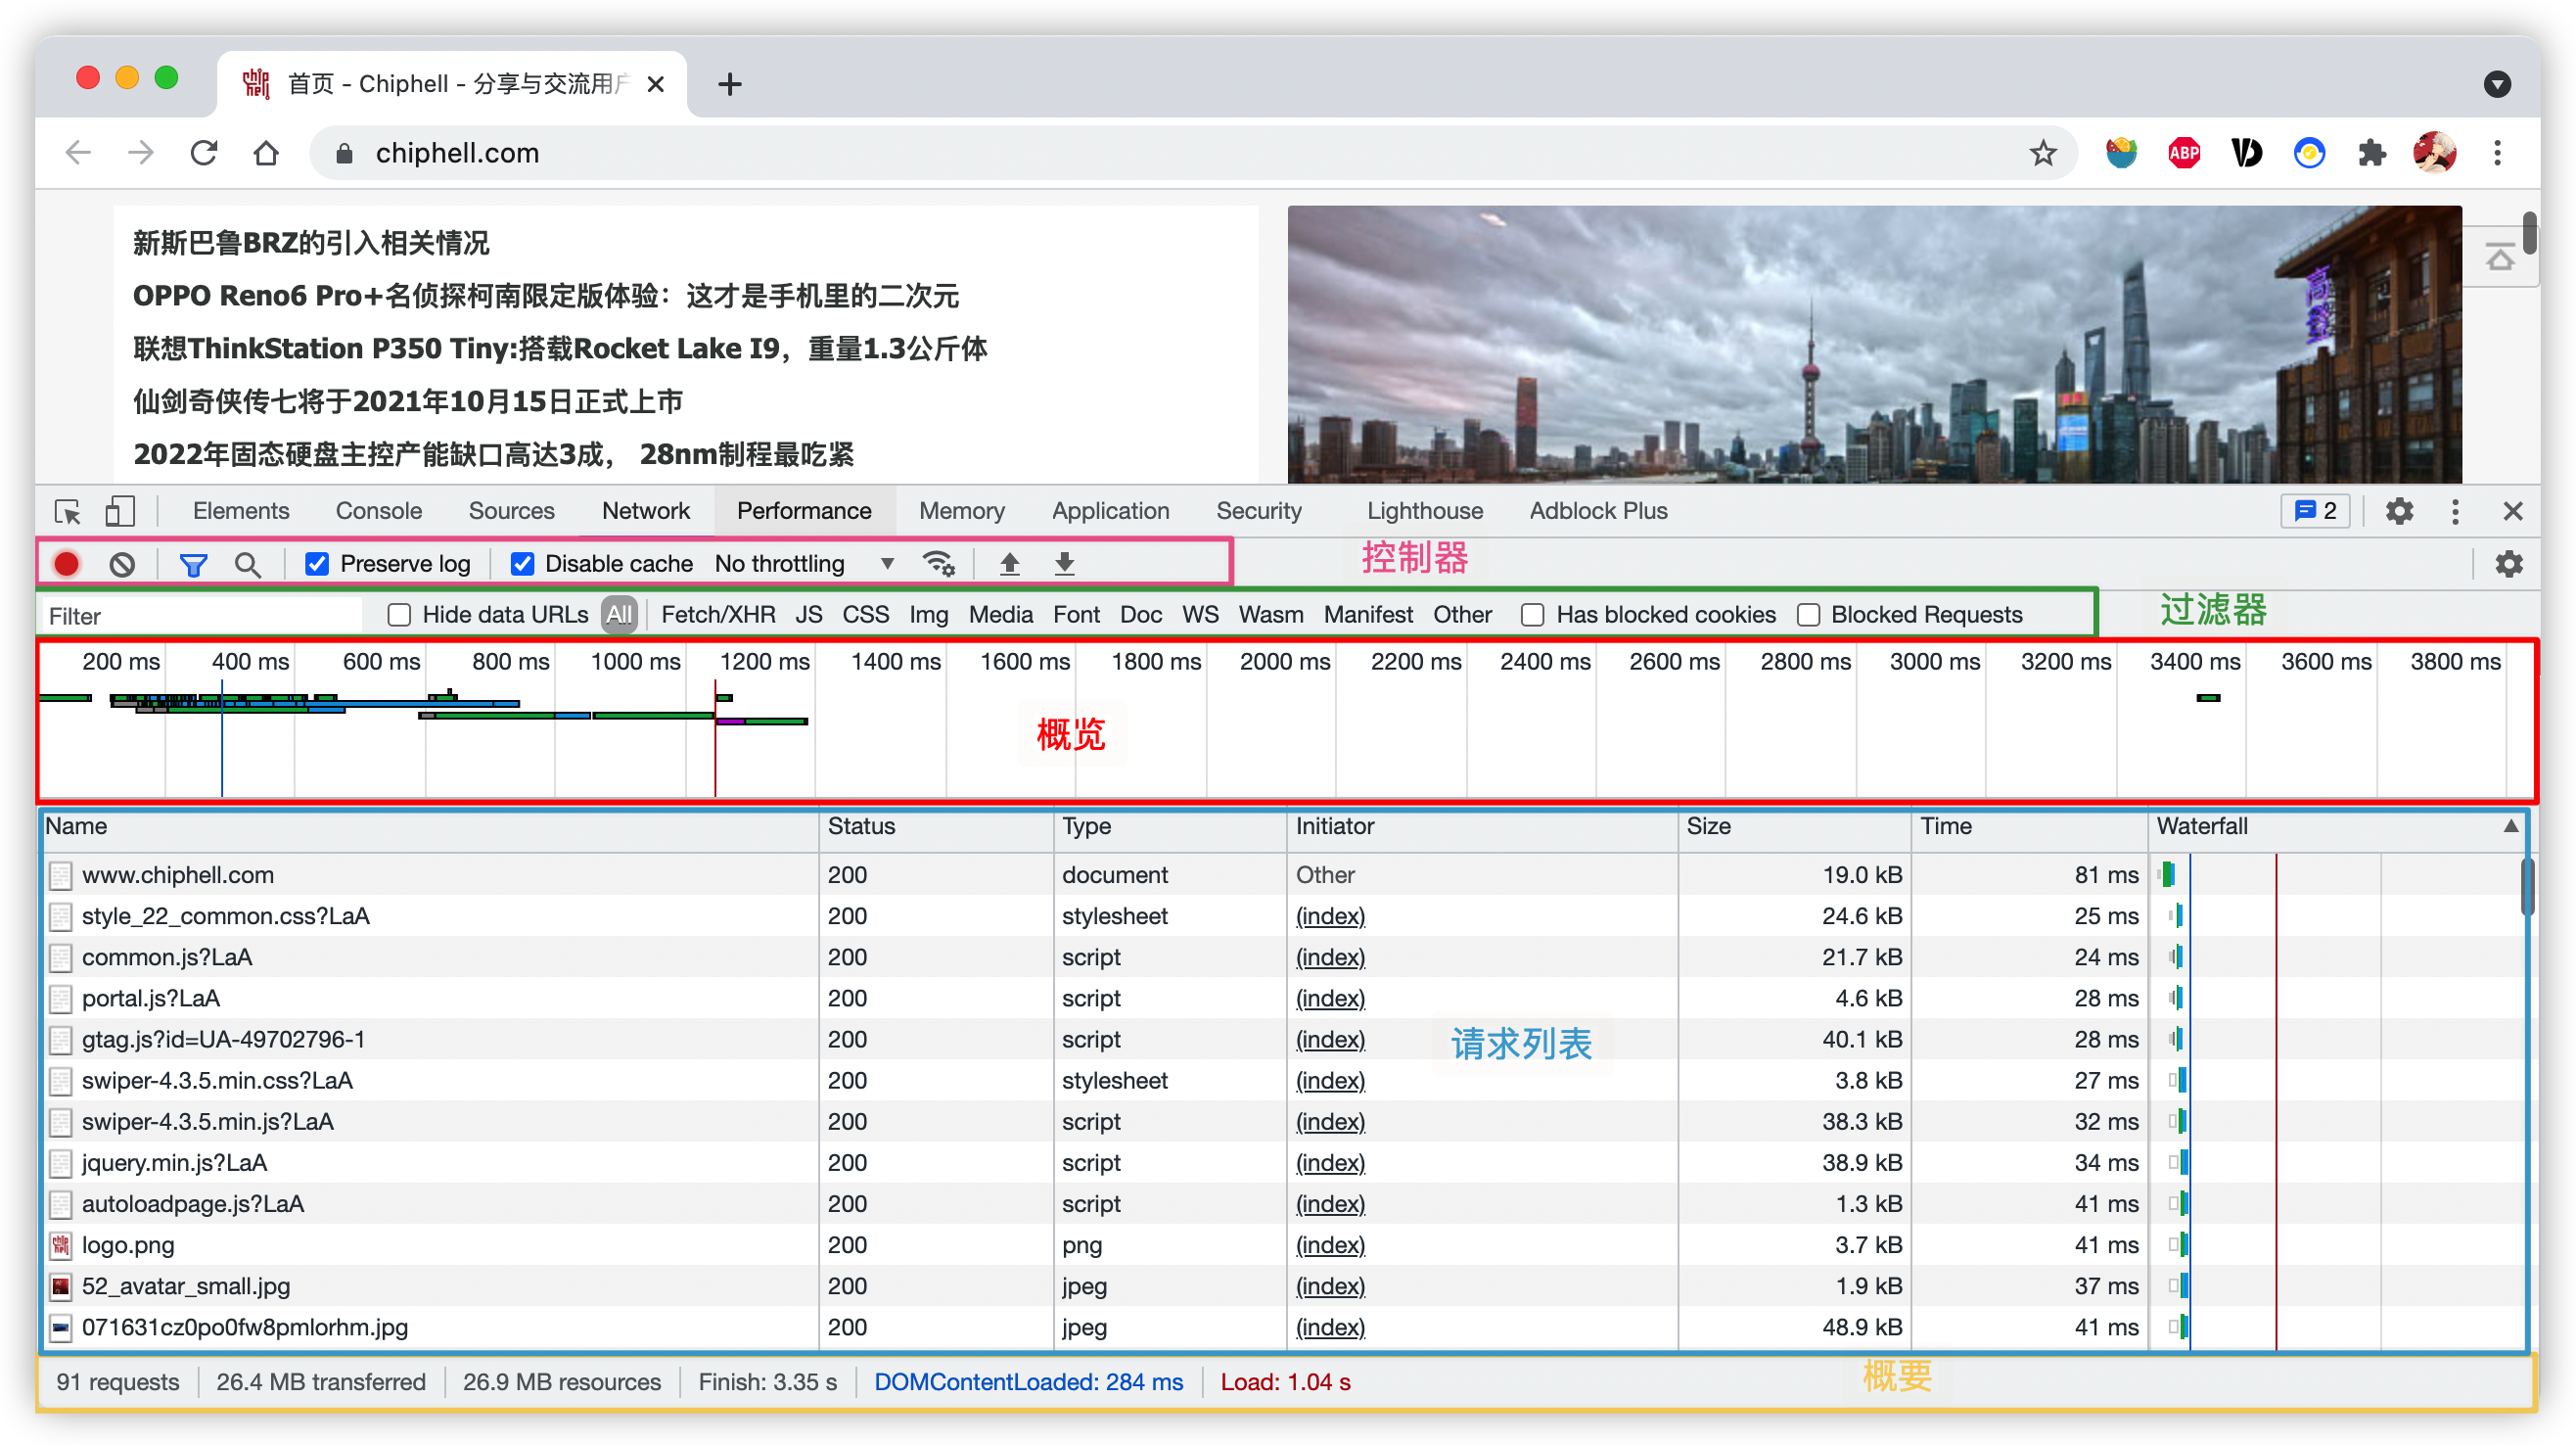 首页 - Chiphell - 分享与交流用户
chiphell.com
ABP
新斯巴鲁BRZ的引入相关情况
OPPO Reno6 Pro+名侦探柯南限定版体验：这才是手机里的二次元
联想ThinkStation P350 Tiny:搭载Rocket Lake I9，重量1.3公斤体
仙剑奇侠传七将于2021年10月15日正式上市
2022年固态硬盘主控产能缺口高达3成， 28nm制程最吃紧
Elements Console Sources Network Performance Memory Application Security Lighthouse Adblock Plus 2
Preserve log Disable cache No throttling 控制器
Filter Hide data URLs All Fetch/XHR JS CSS Img Media Font Doc WS Wasm Manifest Other Has blocked cookies Blocked Requests 过滤器
200 ms 400 ms 600 ms 800 ms 1000 ms 1200 ms 1400 ms 1600 ms 1800 ms 2000 ms 2200 ms 2400 ms 2600 ms 2800 ms 3000 ms 3200 ms 3400 ms 3600 ms 3800 ms
概览
Name Status Type Initiator Size Time Waterfall
www.chiphell.com 200 document Other 19.0 kB 81 ms
style_22_common.css?LaA 200 stylesheet (index) 24.6 kB 25 ms
common.js?LaA 200 script (index) 21.7 kB 24 ms
portal.js?LaA 200 script (index) 4.6 kB 28 ms
gtag.js?id=UA-49702796-1 200 script (index) 40.1 kB 28 ms
请求列表
swiper-4.3.5.min.css?LaA 200 stylesheet (index) 3.8 kB 27 ms
swiper-4.3.5.min.js?LaA 200 script (index) 38.3 kB 32 ms
jquery.min.js?LaA 200 script (index) 38.9 kB 34 ms
autoloadpage.js?LaA 200 script (index) 1.3 kB 41 ms
logo.png 200 png (index) 3.7 kB 41 ms
52_avatar_small.jpg 200 jpeg (index) 1.9 kB 37 ms
071631cz0po0fw8pmlorhm.jpg 200 jpeg (index) 48.9 kB 41 ms
91 requests 26.4 MB transferred 26.9 MB resources Finish: 3.35 s DOMContentLoaded: 284 ms Load: 1.04 s 概要